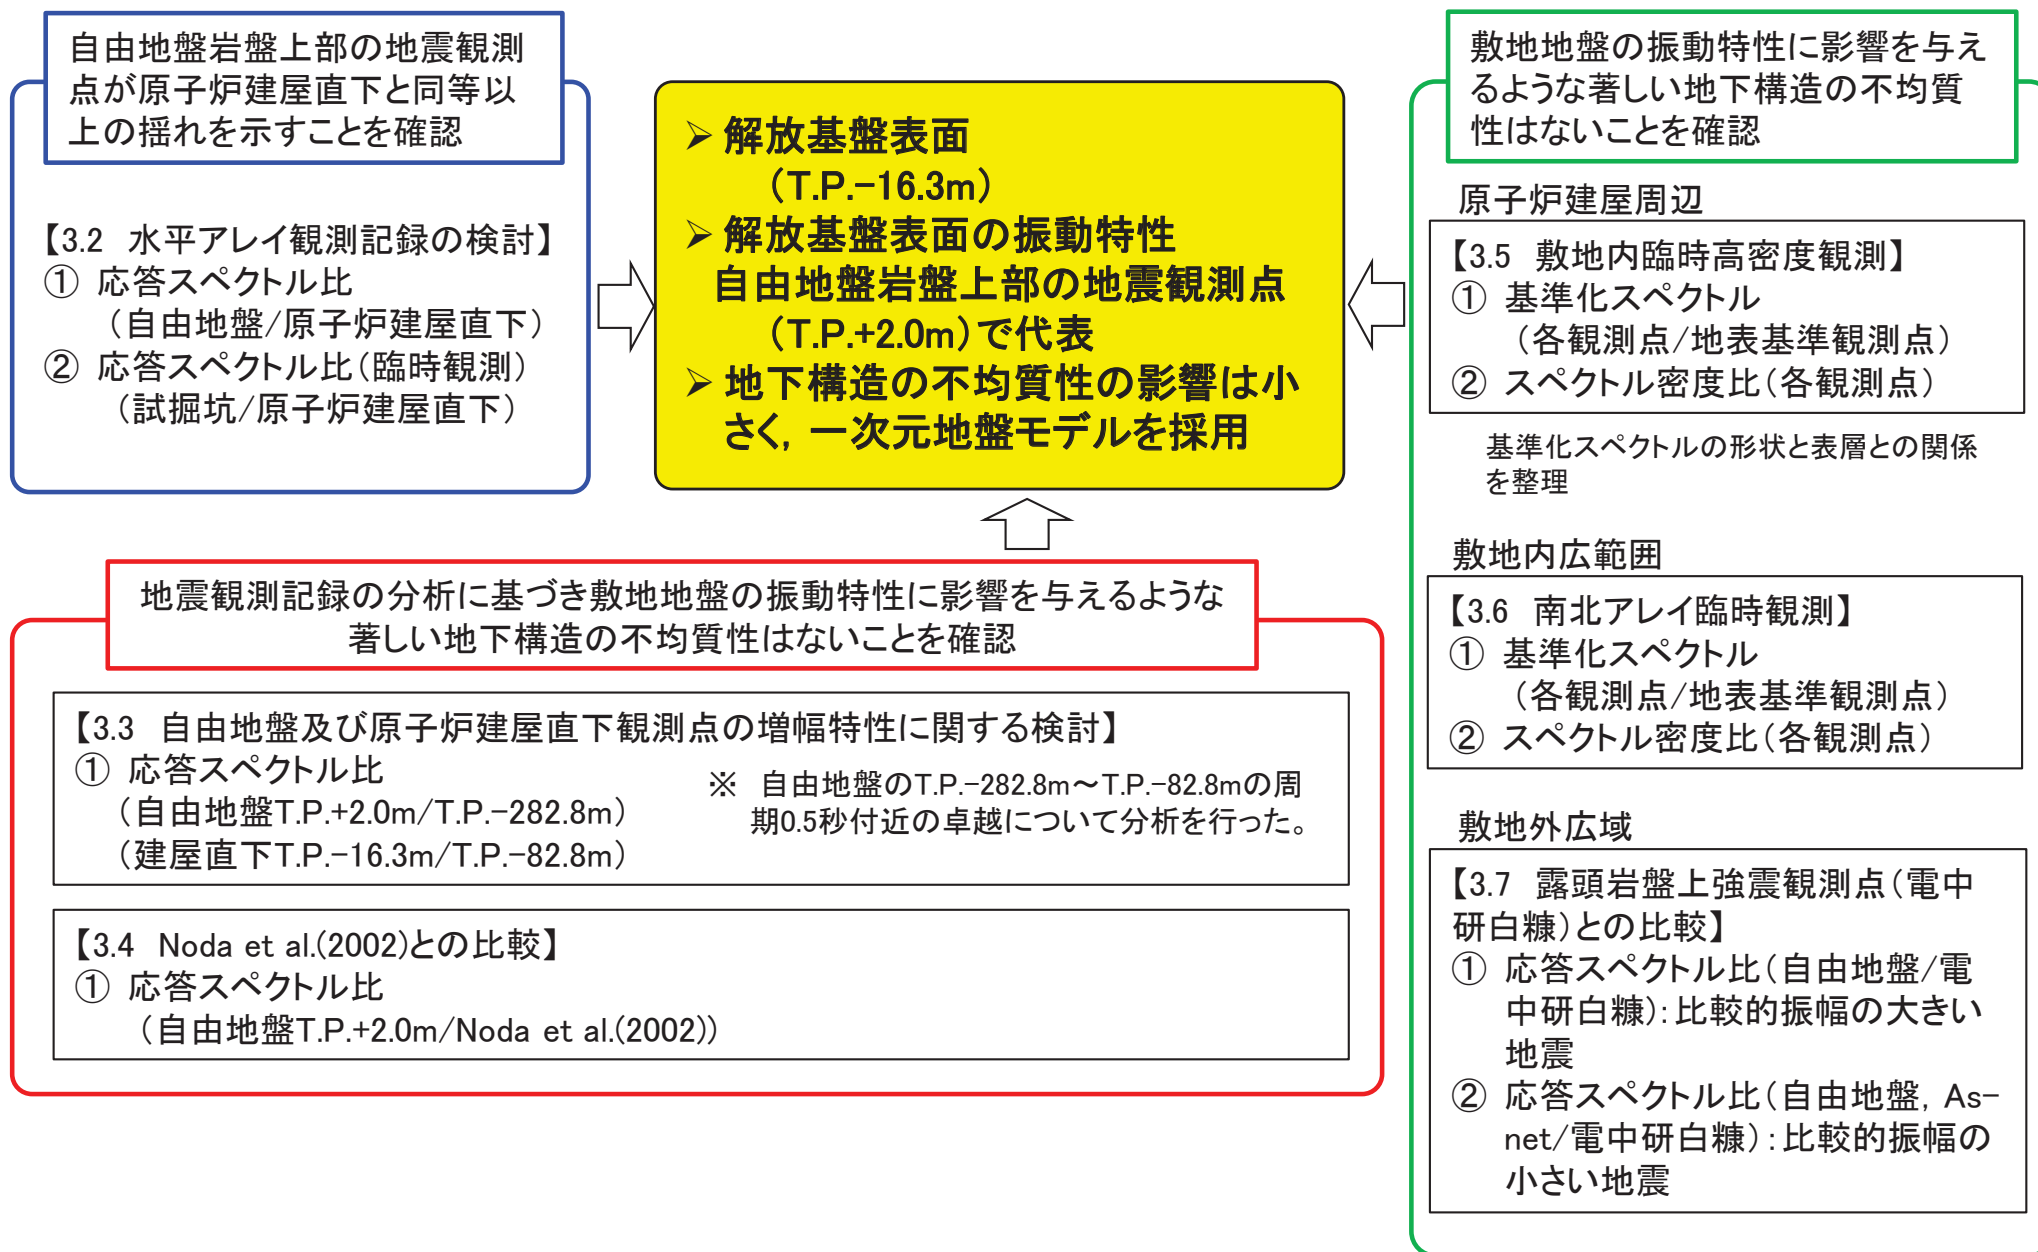 自由地盤岩盤上部の地震観測
点が原子炉建屋直下と同等以
上の揺れを示すことを確認
【3.2 水平アレイ観測記録の検討】
① 応答スペクトル比
（自由地盤/原子炉建屋直下）
② 応答スペクトル比（臨時観測）
（試掘坑/原子炉建屋直下）
➢ 解放基盤表面
（T.P.-16.3m）
➢ 解放基盤表面の振動特性
自由地盤岩盤上部の地震観測点
（T.P.+2.0m）で代表
➢ 地下構造の不均質性の影響は小
さく，一次元地盤モデルを採用
地震観測記録の分析に基づき敷地地盤の振動特性に影響を与えるような
著しい地下構造の不均質性はないことを確認
【3.3 自由地盤及び原子炉建屋直下観測点の増幅特性に関する検討】
① 応答スペクトル比
（自由地盤T.P.+2.0m/T.P.-282.8m）
（建屋直下T.P.-16.3m/T.P.-82.8m）
※ 自由地盤のT.P.-282.8m～T.P.-82.8mの周
期0.5秒付近の卓越について分析を行った。
【3.4 Noda et al.(2002)との比較】
① 応答スペクトル比
（自由地盤T.P.+2.0m/Noda et al.(2002)）
敷地地盤の振動特性に影響を与え
るような著しい地下構造の不均質
性はないことを確認
原子炉建屋周辺
【3.5 敷地内臨時高密度観測】
① 基準化スペクトル
（各観測点/地表基準観測点）
② スペクトル密度比（各観測点）
基準化スペクトルの形状と表層との関係
を整理
敷地内広範囲
【3.6 南北アレイ臨時観測】
① 基準化スペクトル
（各観測点/地表基準観測点）
② スペクトル密度比（各観測点）
敷地外広域
【3.7 露頭岩盤上強震観測点（電中
研白糠）との比較】
① 応答スペクトル比（自由地盤/電
中研白糠）：比較的振幅の大きい
地震
② 応答スペクトル比（自由地盤，As-
net/電中研白糠）：比較的振幅の
小さい地震